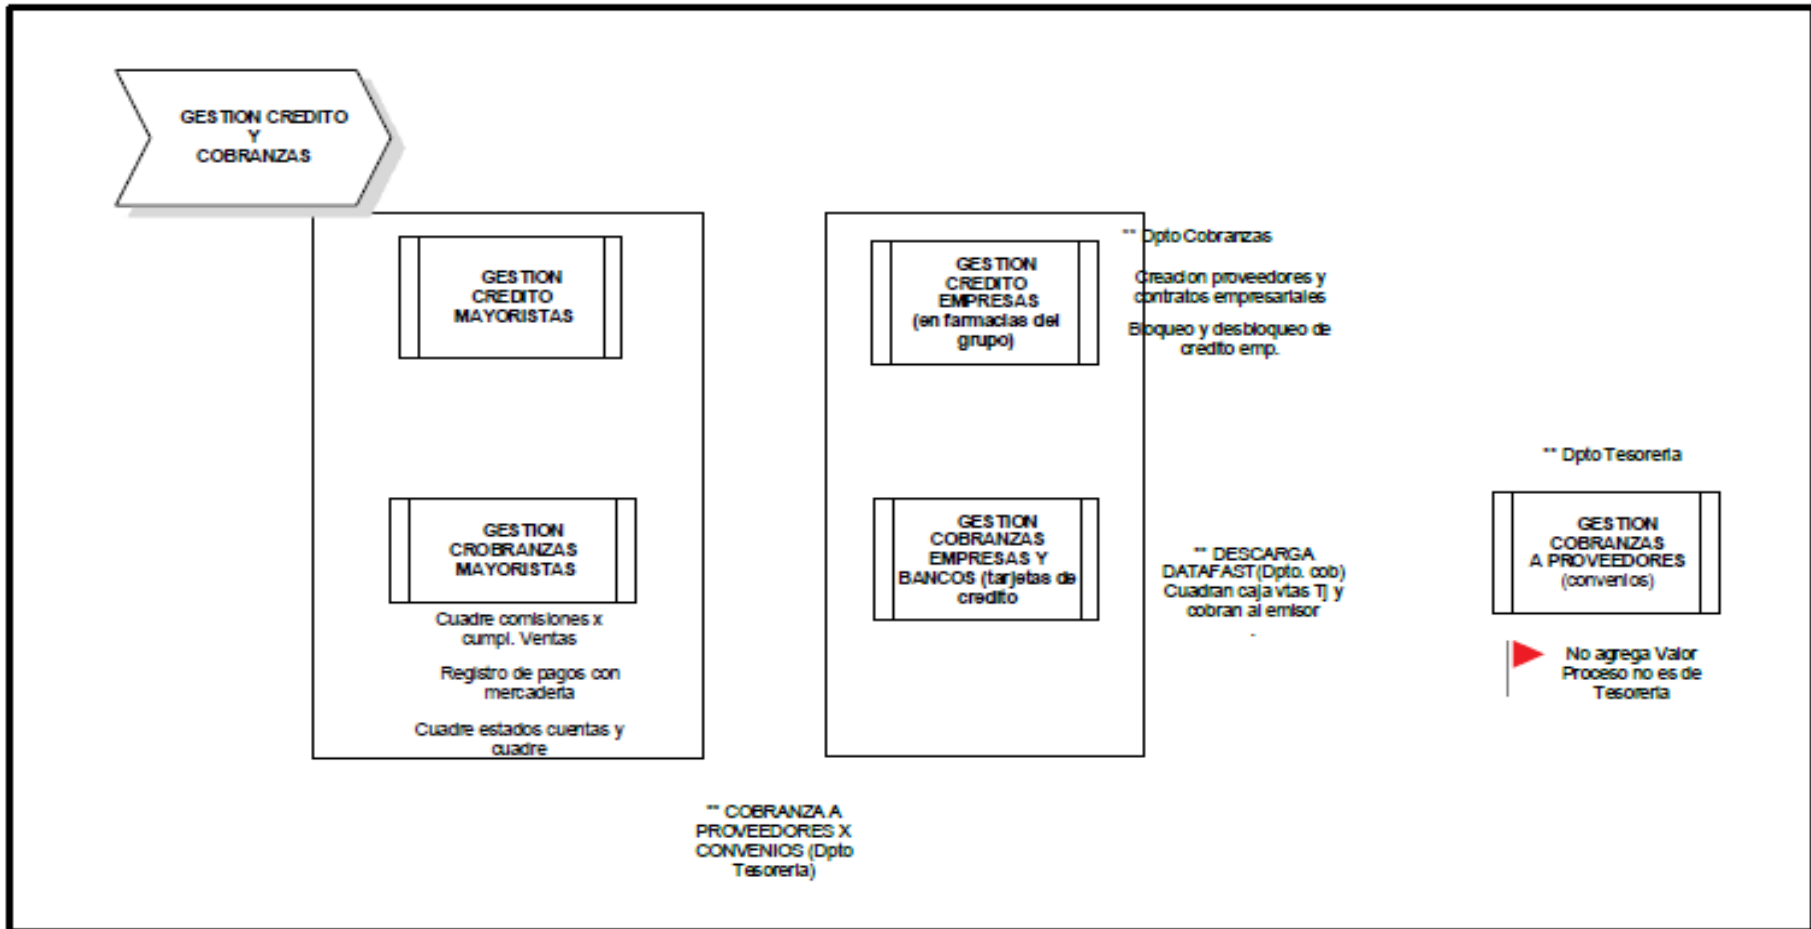 GESTION CREDITO
Y
COBRANZAS
GESTION
CREDITO
MAYORISTAS
GESTION
CROBRANZAS
MAYORISTAS
Cuadre comisiones x
cumpl. Ventas
Registro de pagos con
mercaderia
Cuadre estados cuentas y
cuadre
GESTION
CREDITO
EMPRESAS
(en farmacias del
grupo)
** Dpto Cobranzas
Creacion proveedores y
contratos empresariales
Bloqueo y desbloqueo de
credito emp.
GESTION
COBRANZAS
EMPRESAS Y
BANCOS (tarjetas de
credito
** DESCARGA
DATAFAST(Dpto. cob)
Cuadran caja vtas Tj y
cobran al emisor
-
** Dpto Tesoreria
GESTION
COBRANZAS
A PROVEEDORES
(convenios)
No agrega Valor
Proceso no es de
Tesoreria
** COBRANZA A
PROVEEDORES X
CONVENIOS (Dpto
Tesoreria)